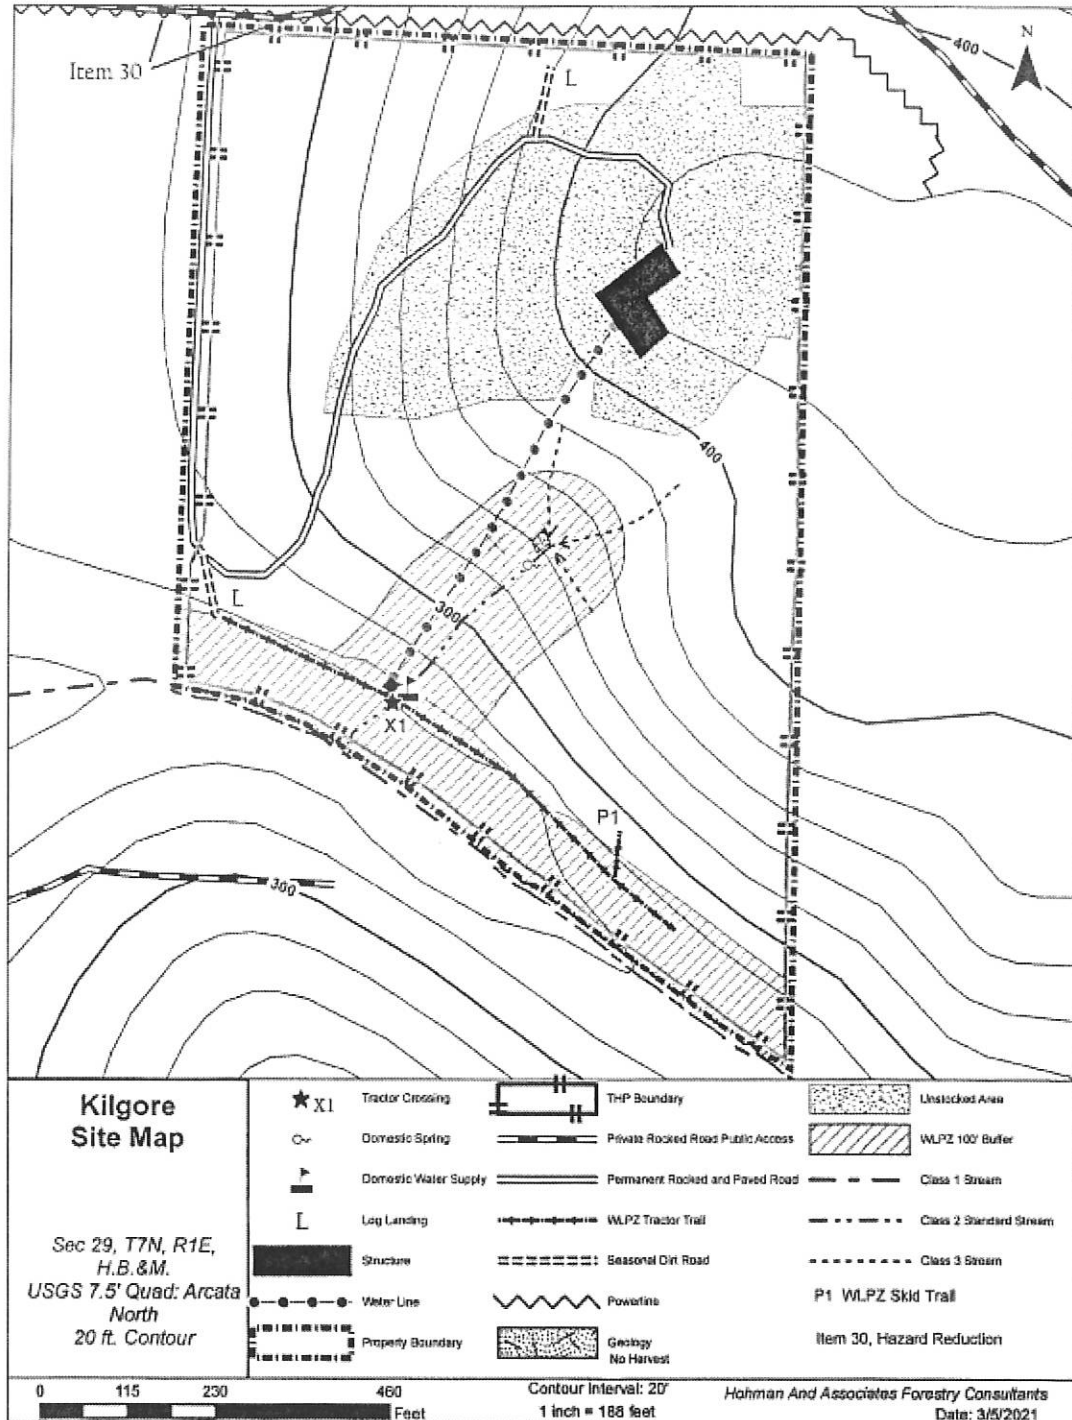 400
N
Item 30
L
400
L
300
X1
P1
300
Kilgore
Site Map
Sec 29, T7N, R1E,
H.B.&M.
USGS 7.5' Quad: Arcata
North
20 ft. Contour
X1 Tractor Crossing
Domestic Spring
Domestic Water Supply
L Log Landing
Structure
Water Line
Property Boundary
THP Boundary
Private Rocked Road Public Access
Permanent Rocked and Paved Road
WLPZ Tractor Trail
Seasonal Dirt Road
Powerline
Geology
No Harvest
Unstocked Area
WLPZ 100' Buffer
Class 1 Stream
Class 2 Standard Stream
Class 3 Stream
P1 WLPZ Skid Trail
Item 30, Hazard Reduction
0 115 230 460
Feet
Contour Interval: 20'
1 inch = 188 feet
Hohman And Associates Forestry Consultants
Date: 3/5/2021